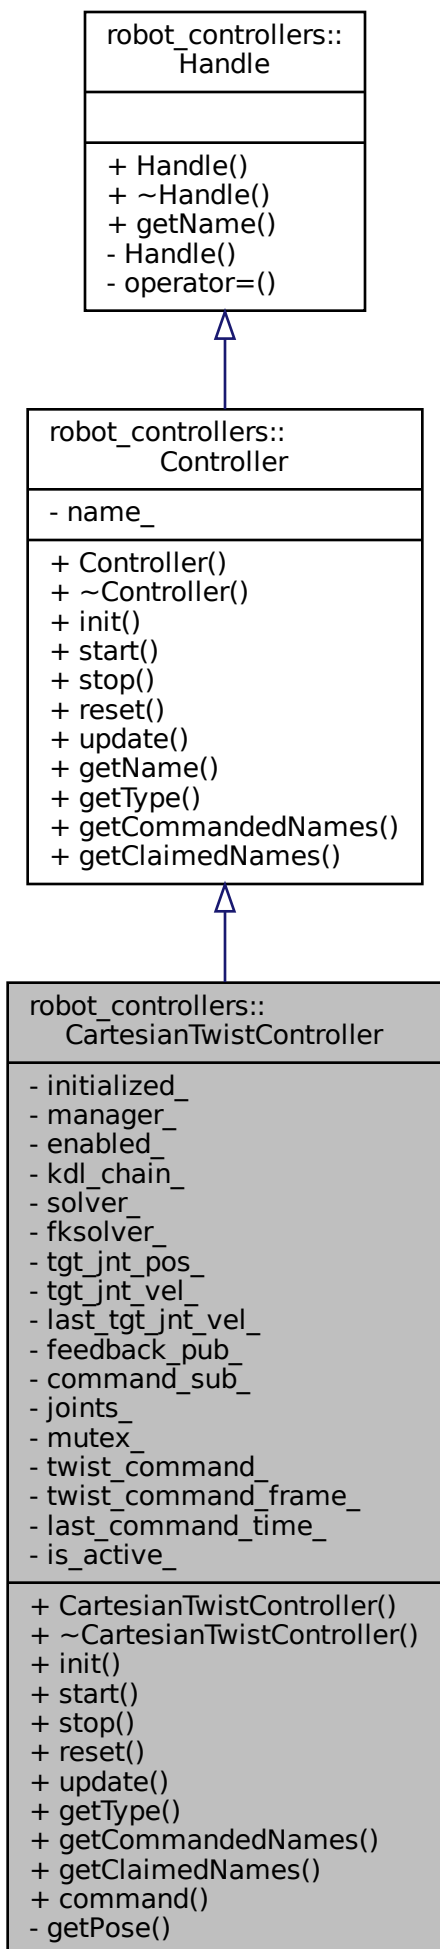 robot_controllers::
Handle
+ Handle()
+ ~Handle()
+ getName()
- Handle()
- operator=()
robot_controllers::
Controller
- name_
+ Controller()
+ ~Controller()
+ init()
+ start()
+ stop()
+ reset()
+ update()
+ getName()
+ getType()
+ getCommandedNames()
+ getClaimedNames()
robot_controllers::
CartesianTwistController
- initialized_
- manager_
- enabled_
- kdl_chain_
- solver_
- fksolver_
- tgt_jnt_pos_
- tgt_jnt_vel_
- last_tgt_jnt_vel_
- feedback_pub_
- command_sub_
- joints_
- mutex_
- twist_command_
- twist_command_frame_
- last_command_time_
- is_active_
+ CartesianTwistController()
+ ~CartesianTwistController()
+ init()
+ start()
+ stop()
+ reset()
+ update()
+ getType()
+ getCommandedNames()
+ getClaimedNames()
+ command()
- getPose()